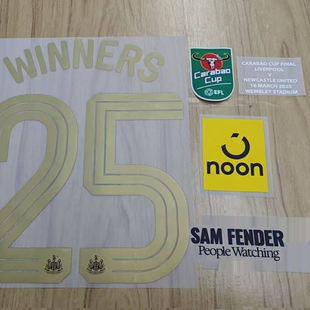 WINNERS
25
Carabao
Cup
EFL
CARABAO CUP FINAL
LIVERPOOL
V
NEWCASTLE UNITED
16 MARCH 2025
WEMBLEY STADIUM
noon
SAM FENDER
People Watching